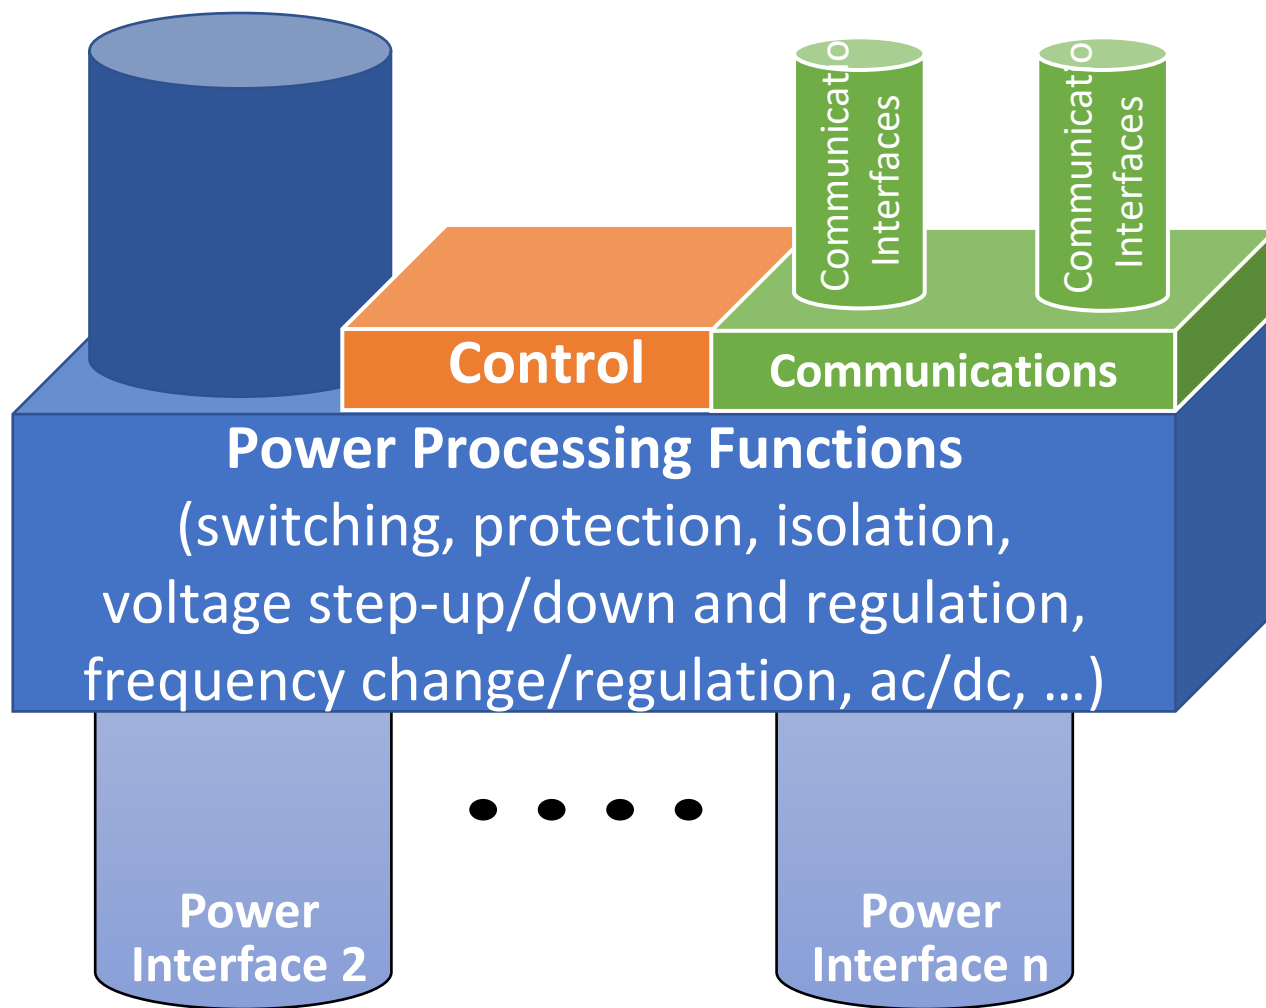 Communicatio
Interfaces
Communicatio
Interfaces
Control
Communications
Power Processing Functions
(switching, protection, isolation,
voltage step-up/down and regulation,
frequency change/regulation, ac/dc, ...)
Power
Interface 2
Power
Interface n